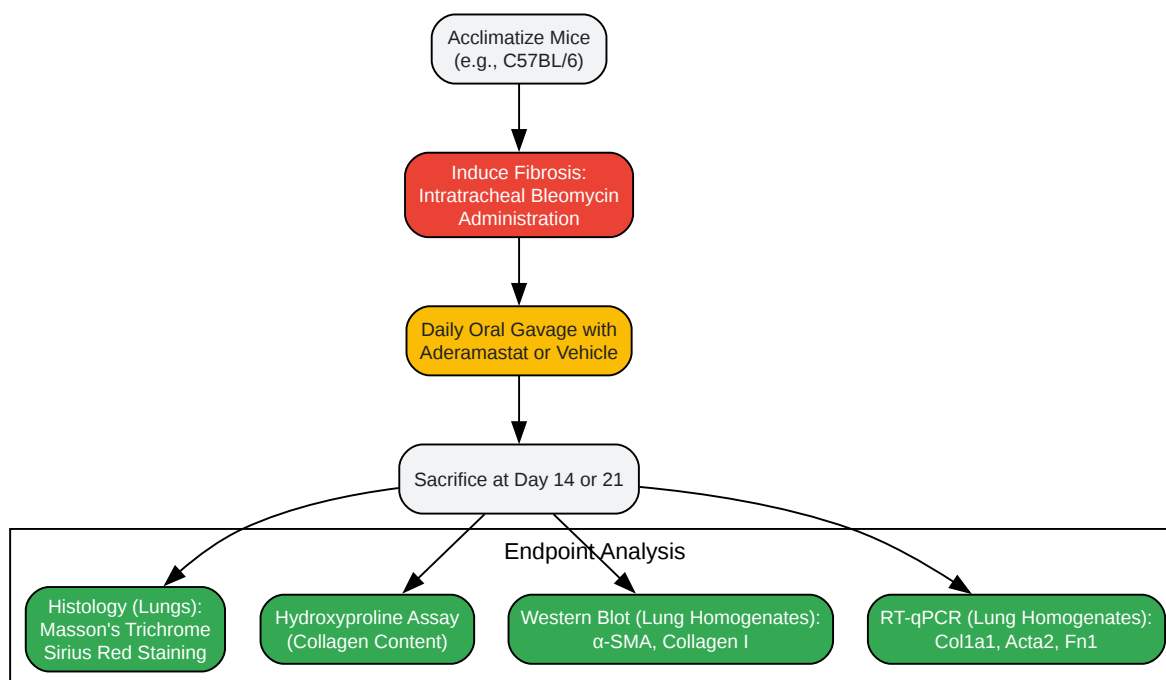 Acclimatize Mice
(e.g., C57BL/6)
Induce Fibrosis:
Intratracheal Bleomycin
Administration
Daily Oral Gavage with
Aderamastat or Vehicle
Sacrifice at Day 14 or 21
Endpoint Analysis
Histology (Lungs):
Masson's Trichrome
Sirius Red Staining
Hydroxyproline Assay
(Collagen Content)
Western Blot (Lung Homogenates):
α-SMA, Collagen I
RT-qPCR (Lung Homogenates):
Col1a1, Acta2, Fn1